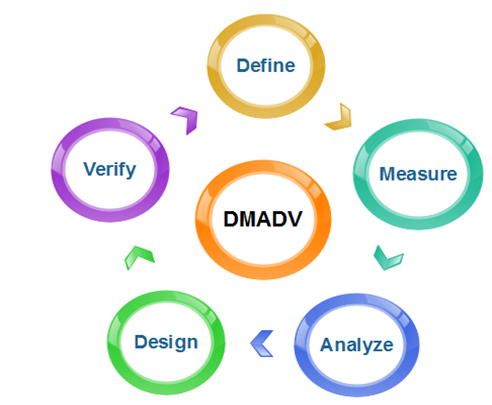 Define
Measure
Analyze
Design
Verify
DMADV